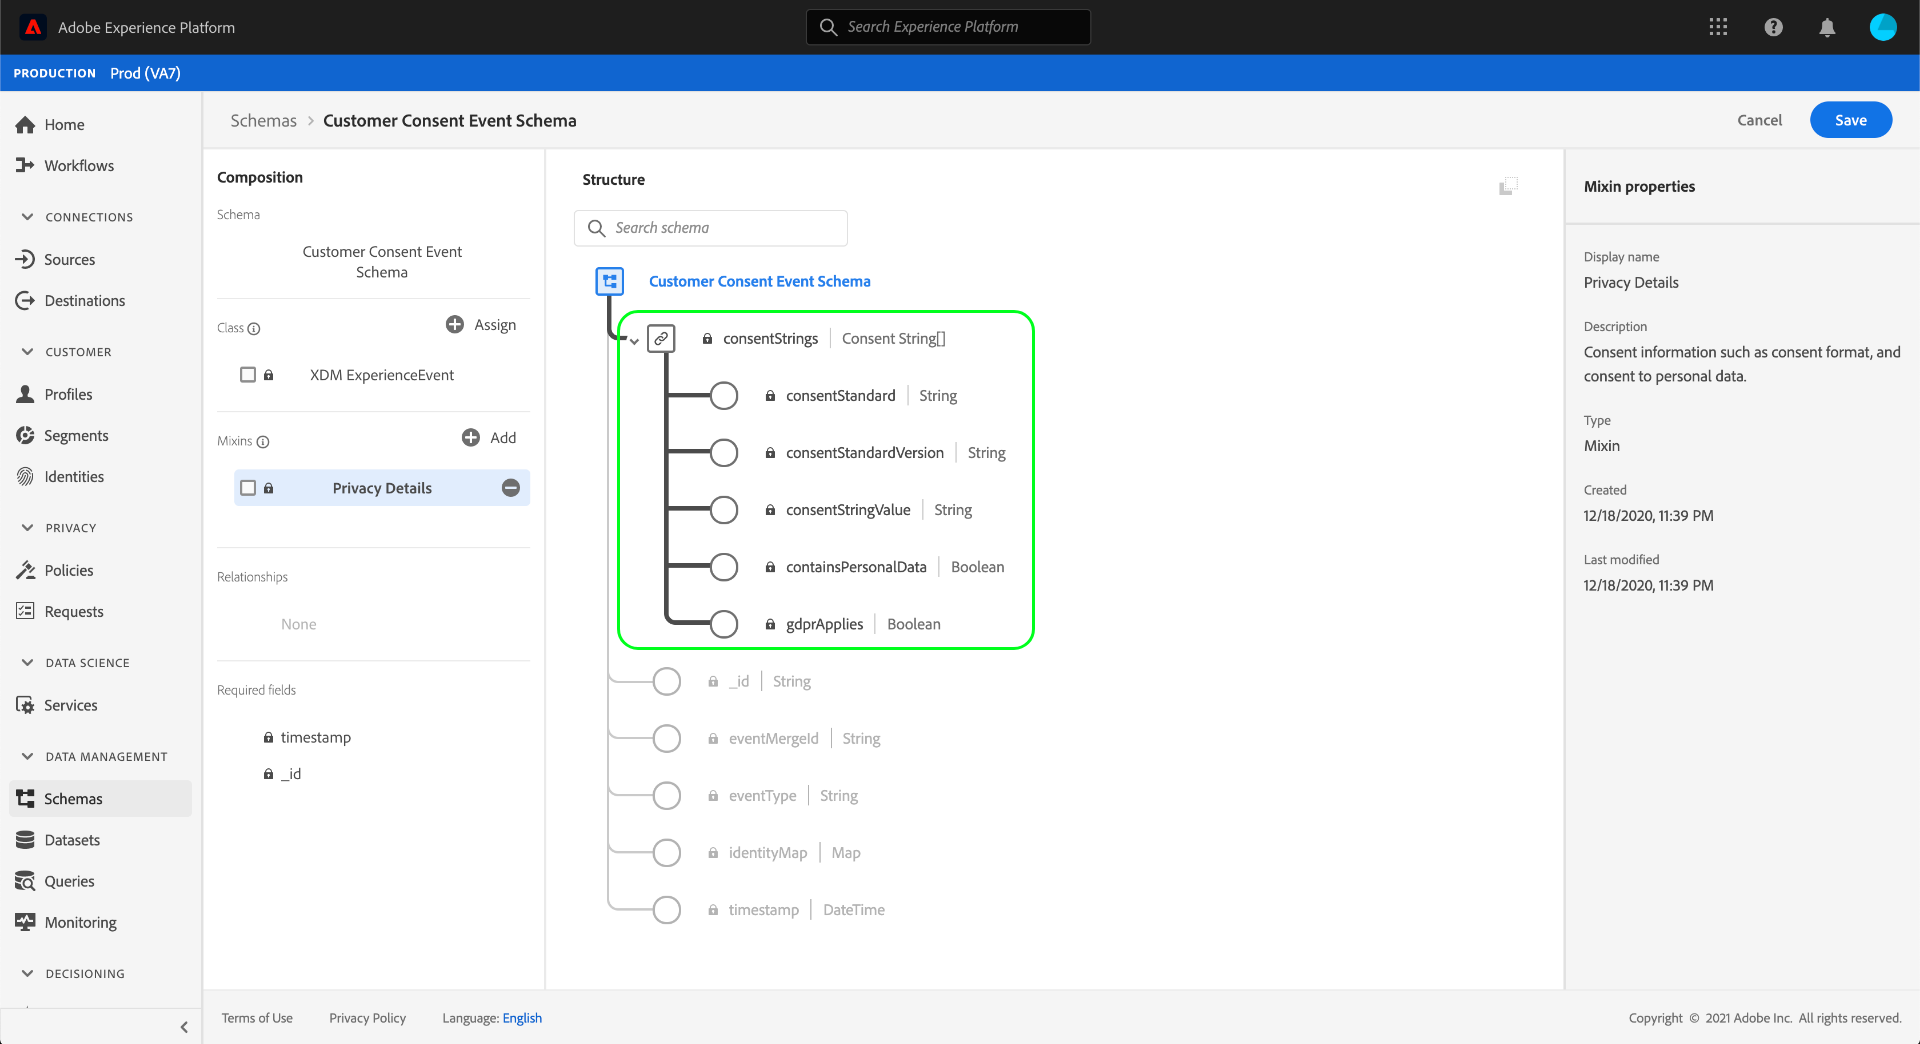 Adobe Experience Platform
Search Experience Platform
PRODUCTION Prod (VA7)
Home
Workflows
CONNECTIONS
Sources
Destinations
CUSTOMER
Profiles
Segments
Identities
PRIVACY
Policies
Requests
DATA SCIENCE
Services
DATA MANAGEMENT
Schemas
Datasets
Queries
Monitoring
DECISIONING
Schemas > Customer Consent Event Schema
Cancel
Save
Composition
Schema
Customer Consent Event
Schema
Class
Assign
XDM ExperienceEvent
Mixins
Add
Privacy Details
Relationships
None
Required fields
timestamp
_id
Structure
Search schema
Customer Consent Event Schema
consentStrings | Consent String[]
consentStandard | String
consentStandardVersion | String
consentStringValue | String
containsPersonalData | Boolean
gdprApplies | Boolean
_id | String
eventMergeId | String
eventType | String
identityMap | Map
timestamp | DateTime
Mixin properties
Display name
Privacy Details
Description
Consent information such as consent format, and
consent to personal data.
Type
Mixin
Created
12/18/2020, 11:39 PM
Last modified
12/18/2020, 11:39 PM
Terms of Use
Privacy Policy
Language: English
Copyright © 2021 Adobe Inc. All rights reserved.